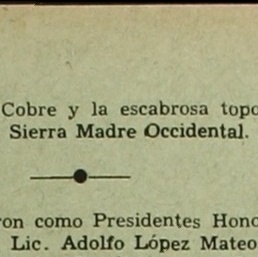 Cobre y la escabrosa topo
Sierra Madre Occidental.
ron como Presidentes Hono
Lic. Adolfo López Mateo